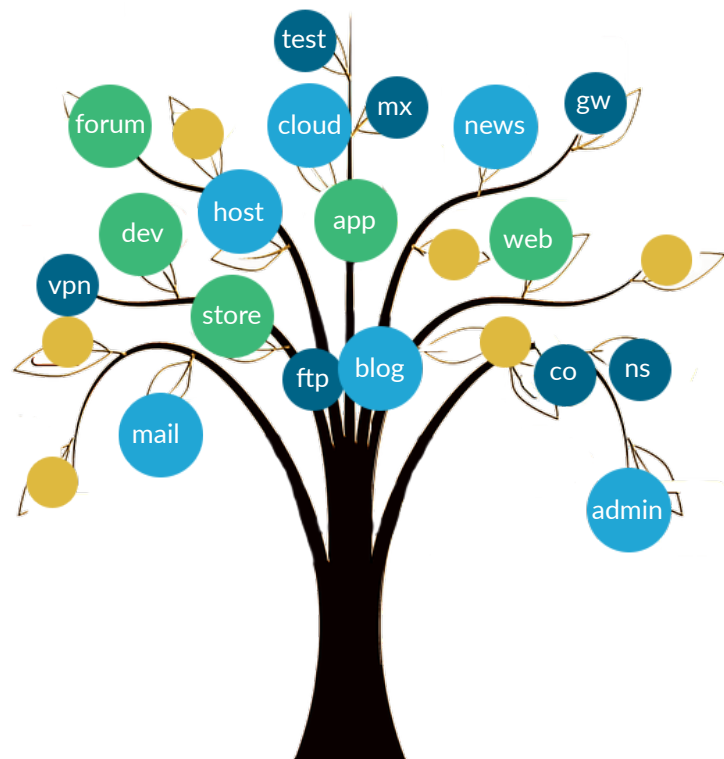 test
forum
cloud
mx
news
gw
host
dev
app
web
vpn
store
ftp
blog
co
ns
mail
admin